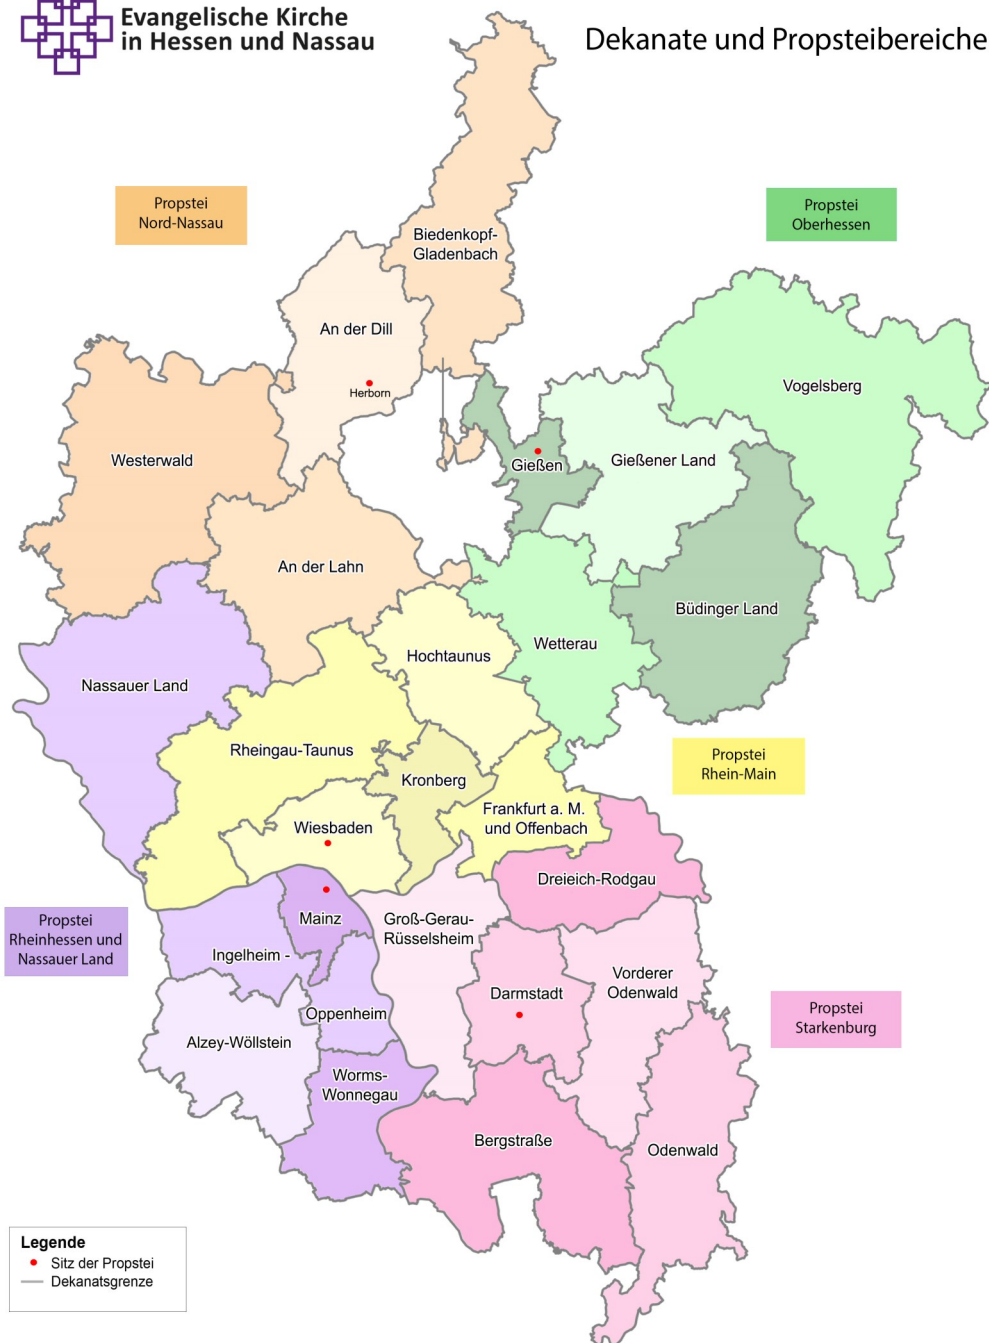 Evangelische Kirche
in Hessen und Nassau
Dekanate und Propsteibereiche
Propstei
Nord-Nassau
Propstei
Oberhessen
Biedenkopf-
Gladenbach
An der Dill
Herborn
Vogelsberg
Westerwald
Gießen
Gießener Land
An der Lahn
Büdinger Land
Wetterau
Hochtaunus
Nassauer Land
Rheingau-Taunus
Propstei
Rhein-Main
Kronberg
Frankfurt a. M.
und Offenbach
Wiesbaden
Dreieich-Rodgau
Propstei
Rheinhessen und
Nassauer Land
Mainz
Groß-Gerau-
Rüsselsheim
Ingelheim -
Oppenheim
Vorderer
Odenwald
Darmstadt
Propstei
Starkenburg
Alzey-Wöllstein
Worms-
Wonnegau
Bergstraße
Odenwald
Legende
Sitz der Propstei
Dekanatsgrenze